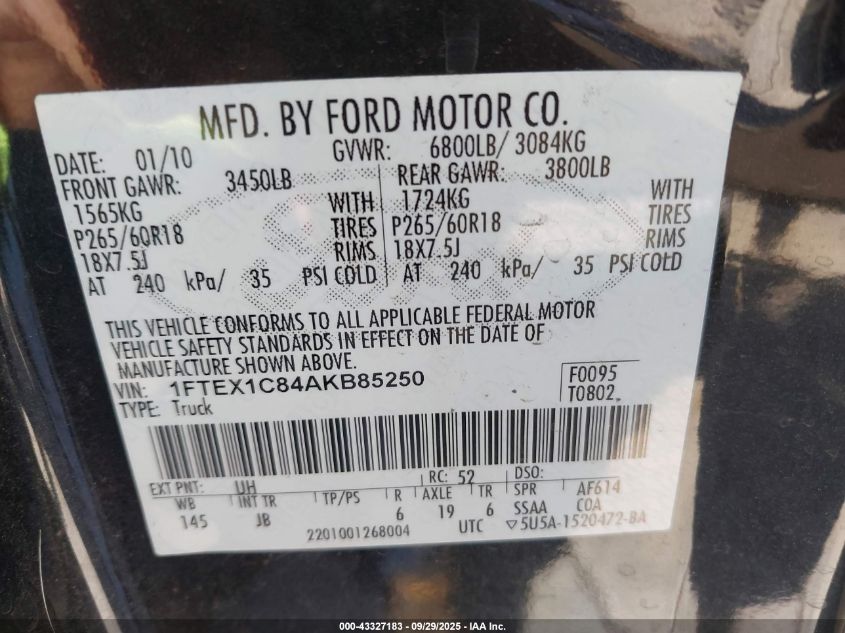 MFD. BY FORD MOTOR CO.
DATE: 01/10 GVWR: 6800LB/ 3084KG
FRONT GAWR: 3450LB REAR GAWR: 3800LB
1565KG WITH 1724KG WITH
P265/60R18 TIRES P265/60R18 TIRES
18X7.5J RIMS 18X7.5J RIMS
AT 240 kPa/ 35 PSI COLD AT 240 kPa/ 35 PSI COLD
THIS VEHICLE CONFORMS TO ALL APPLICABLE FEDERAL MOTOR
VEHICLE SAFETY STANDARDS IN EFFECT ON THE DATE OF
MANUFACTURE SHOWN ABOVE.
VIN: 1FTEX1C84AKB85250 F0095
TYPE: Truck T0802
EXT PNT: UH RC: 52 DSO:
WB INT TR TP/PS R AXLE TR SPR AF614
145 JB 6 19 6 SSAA COA
2201001268004 UTC ▽5U5A-1520472-BA
000-43327183 - 09/29/2025 - IAA Inc.